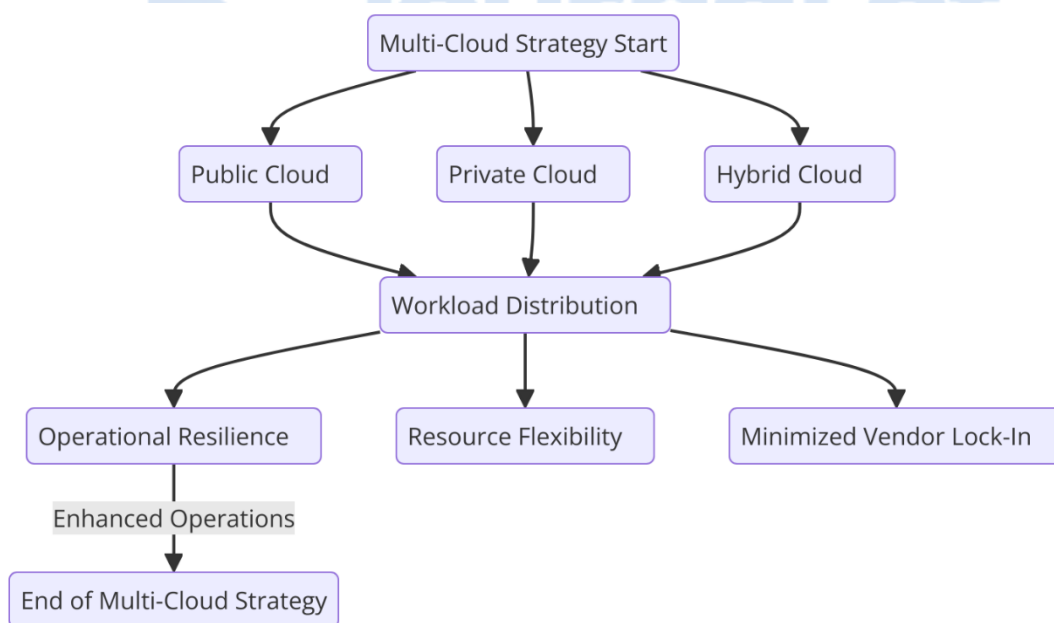 Multi-Cloud Strategy Start
Public Cloud
Private Cloud
Hybrid Cloud
Workload Distribution
Operational Resilience
Resource Flexibility
Minimized Vendor Lock-In
Enhanced Operations
End of Multi-Cloud Strategy